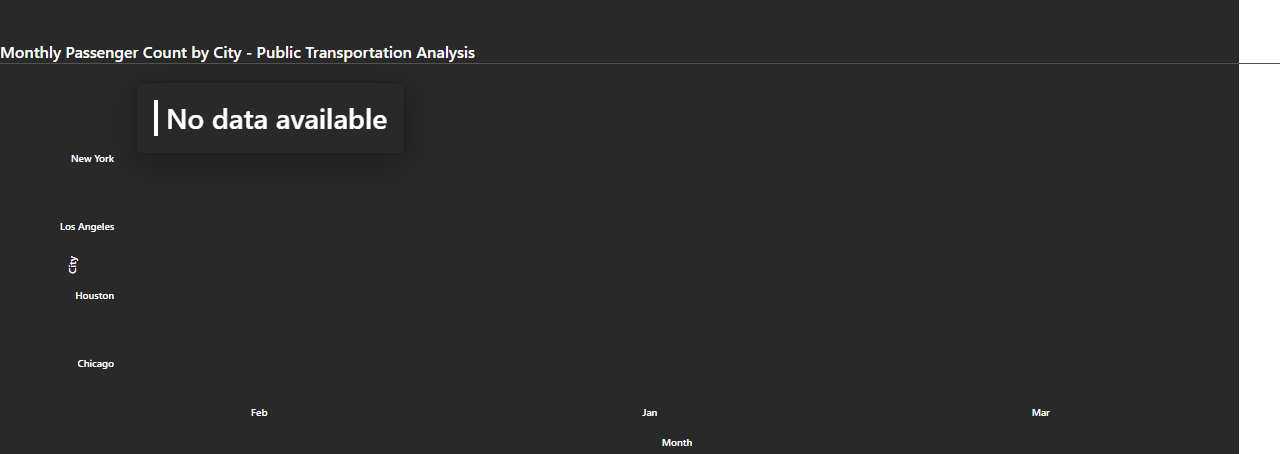 Monthly Passenger Count by City - Public Transportation Analysis
No data available
New York
Los Angeles
City
Houston
Chicago
Feb
Jan
Mar
Month